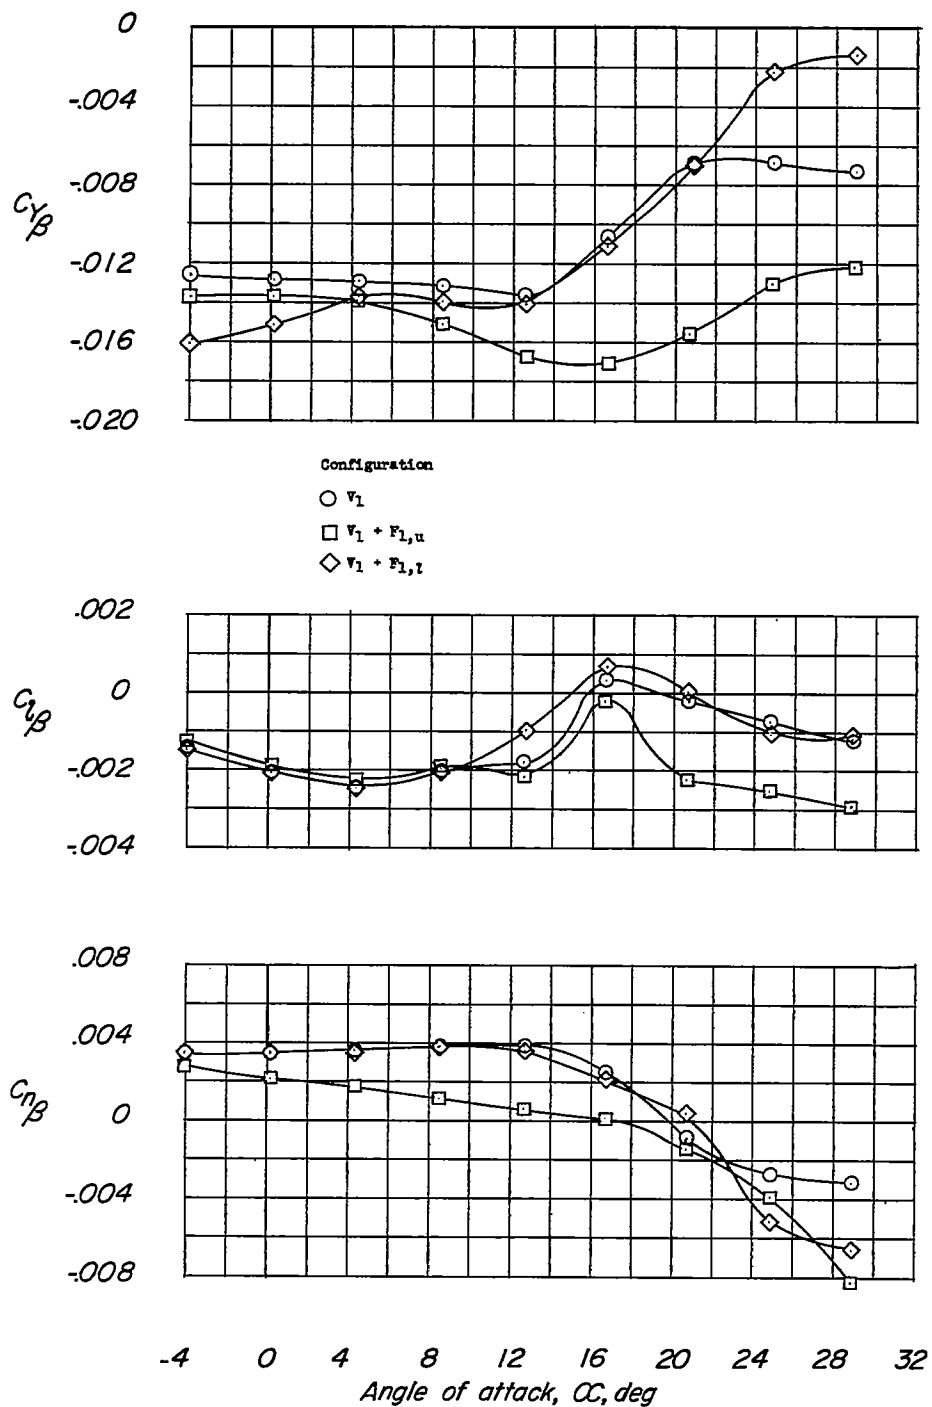 0
-.004
-.008
-.012
-.016
-.020
CYβ
Configuration
V1
V1 + F1,u
V1 + F1,l
.002
0
-.002
-.004
Clβ
.008
.004
0
-.004
-.008
Cnβ
-4 0 4 8 12 16 20 24 28 32
Angle of attack, α, deg